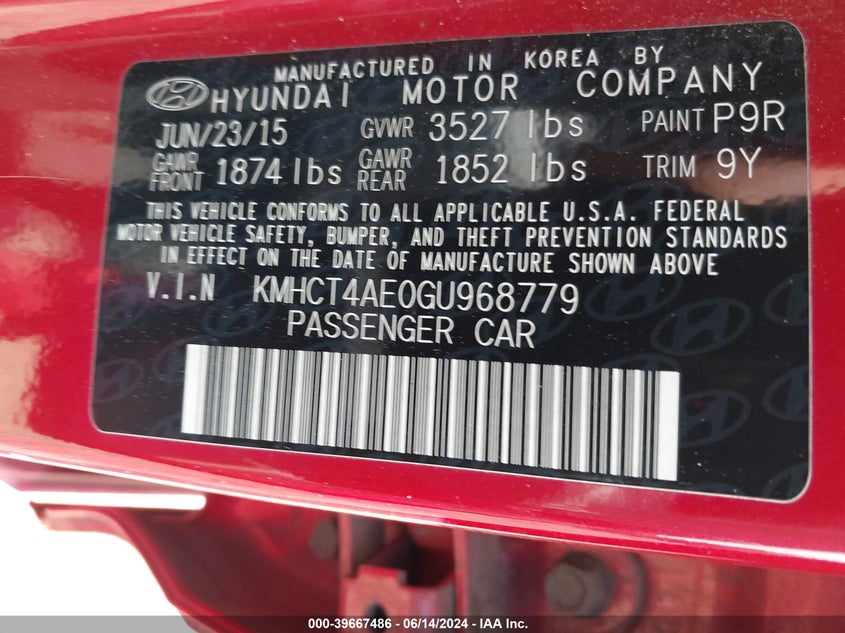 MANUFACTURED IN KOREA BY
HYUNDAI MOTOR COMPANY
JUN/23/15 GVWR 3527 lbs PAINT P9R
GAWR FRONT 1874 lbs GAWR REAR 1852 lbs TRIM 9Y
THIS VEHICLE CONFORMS TO ALL APPLICABLE U.S.A. FEDERAL
MOTOR VEHICLE SAFETY, BUMPER, AND THEFT PREVENTION STANDARDS
IN EFFECT ON THE DATE OF MANUFACTURE SHOWN ABOVE
V.I.N KMHCT4AE0GU968779
PASSENGER CAR
000-39667486 - 06/14/2024 - IAA Inc.